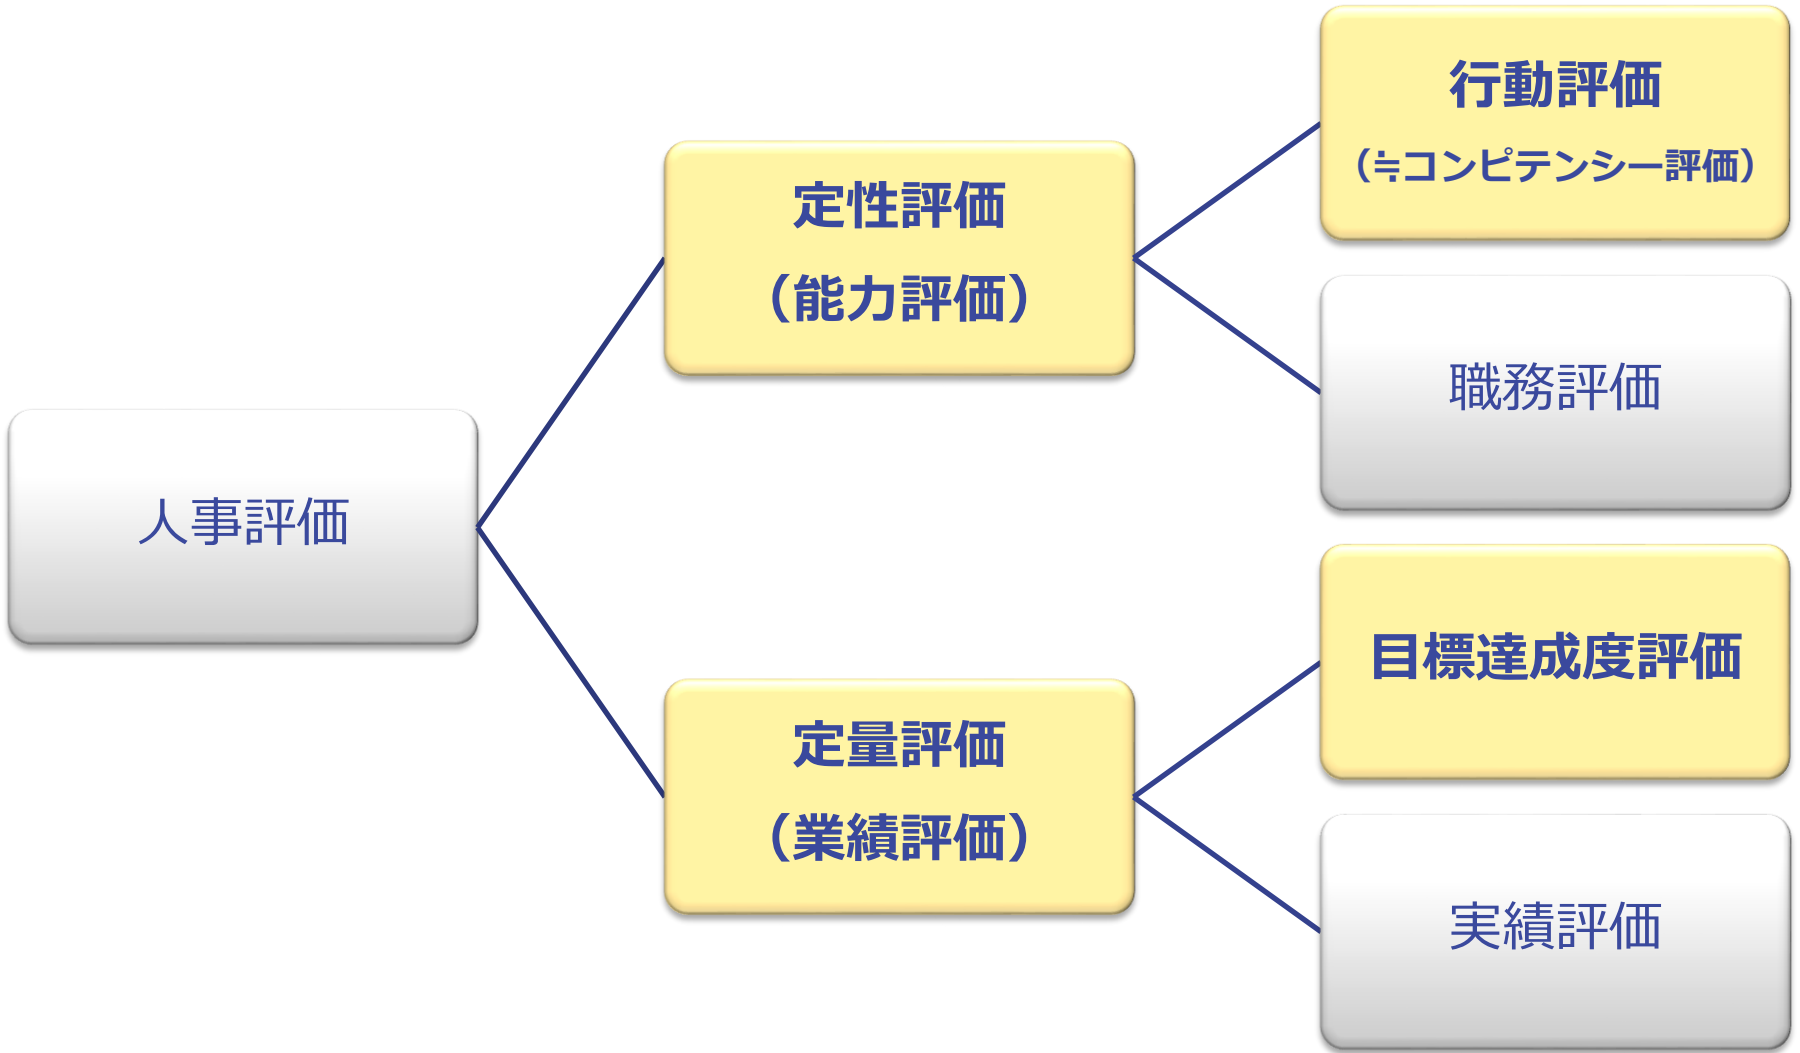 人事評価
定性評価
（能力評価）
行動評価
（≒コンピテンシー評価）
職務評価
定量評価
（業績評価）
目標達成度評価
実績評価